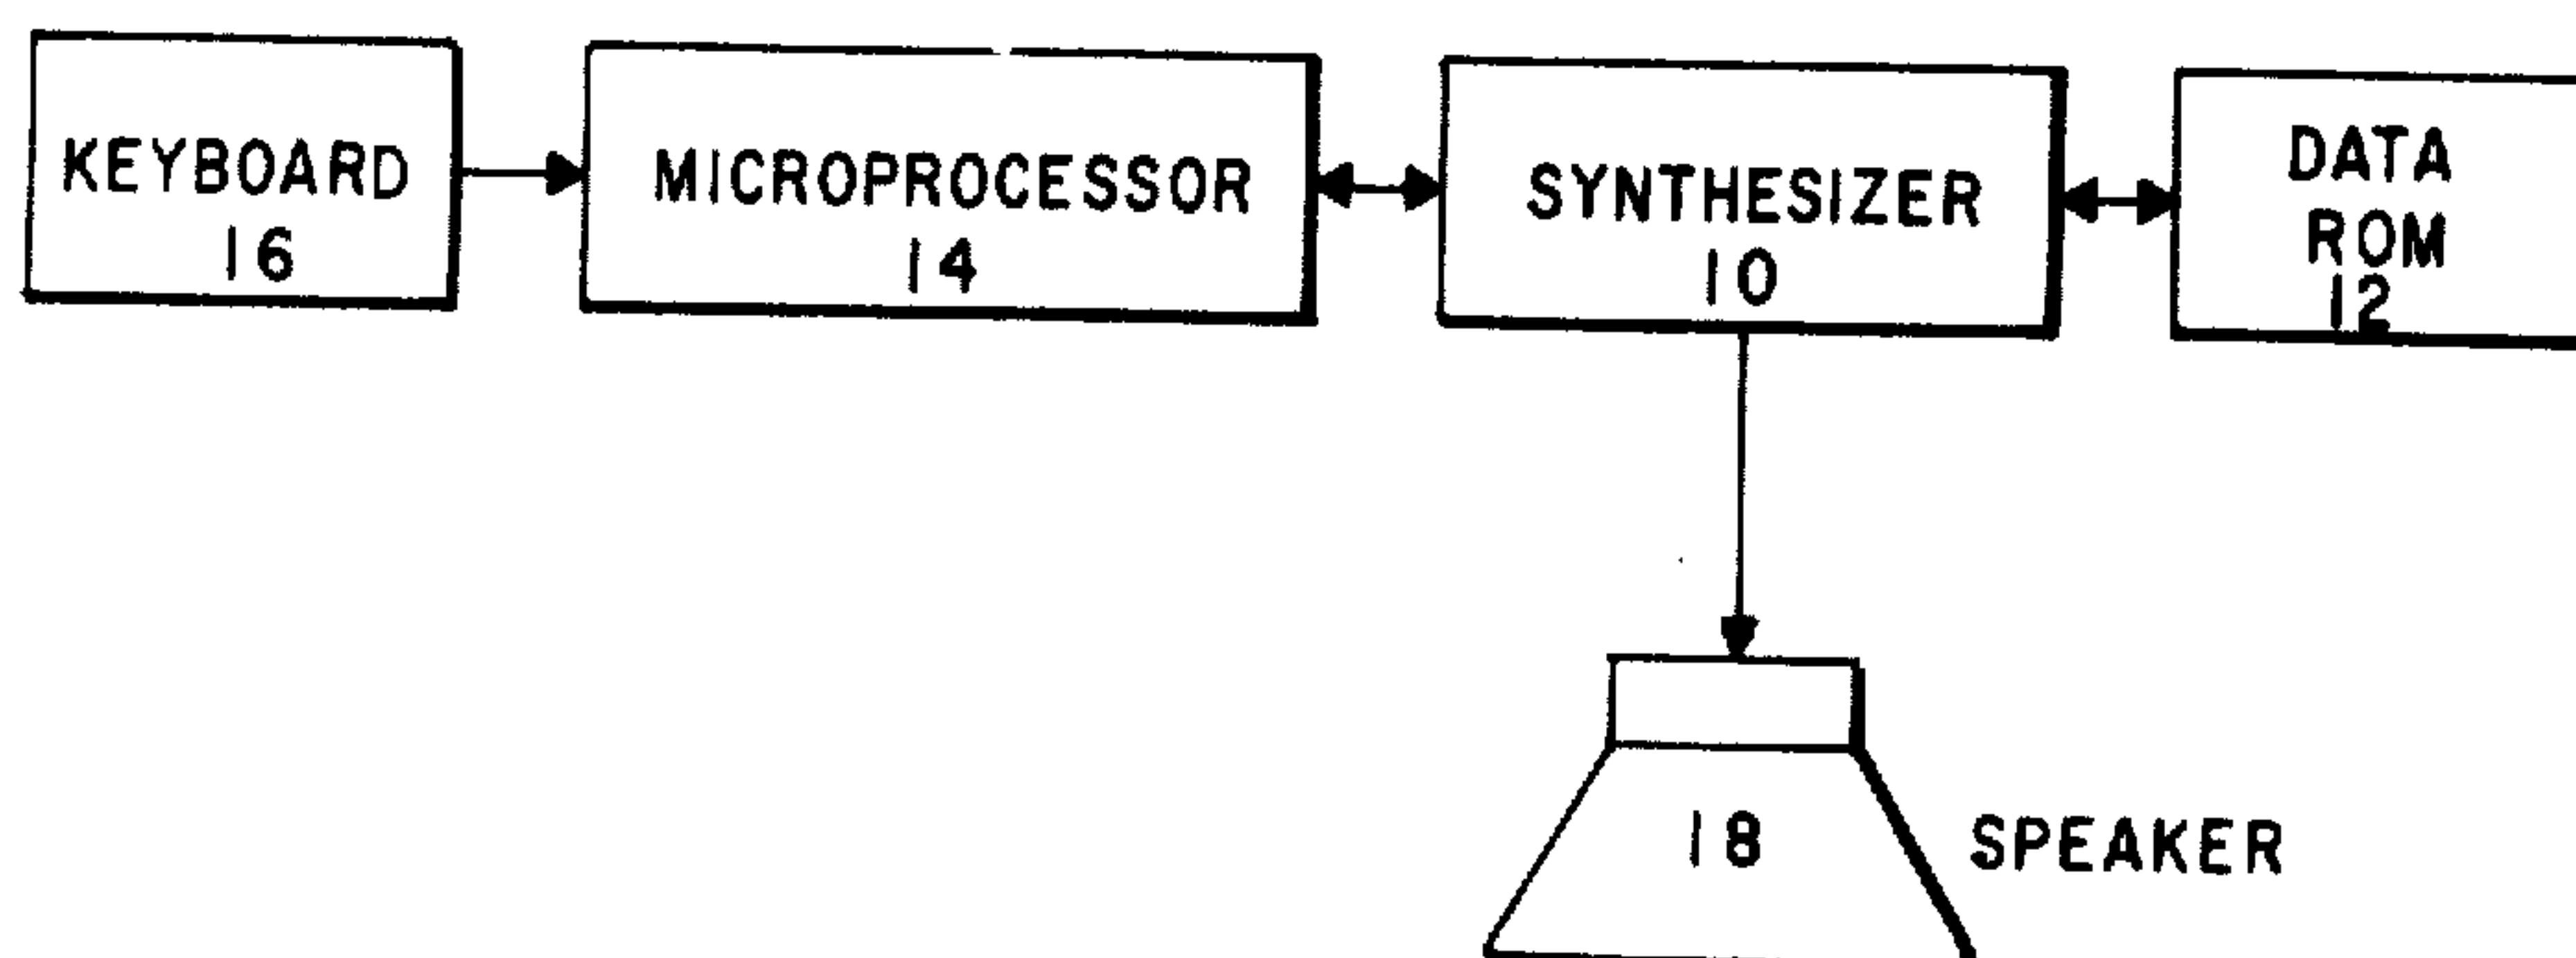 KEYBOARD
16
MICROPROCESSOR
14
SYNTHESIZER
10
DATA
ROM
12
18
SPEAKER